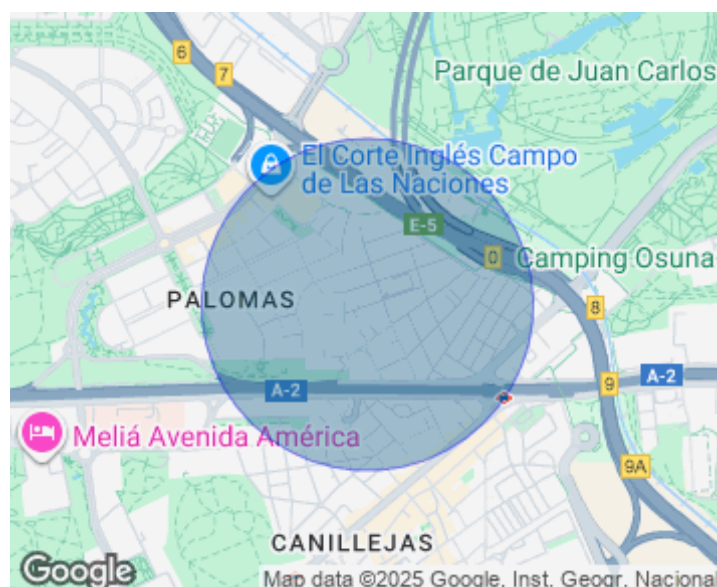 6
7
Parque de Juan Carlos
El Corte Inglés Campo
de Las Naciones
E-5
0
Camping Osuna
PALOMAS
8
A-2
9
A-2
Meliá Avenida América
9A
CANILLEJAS
Google
Map data ©2025 Google, Inst. Geogr. Nacional